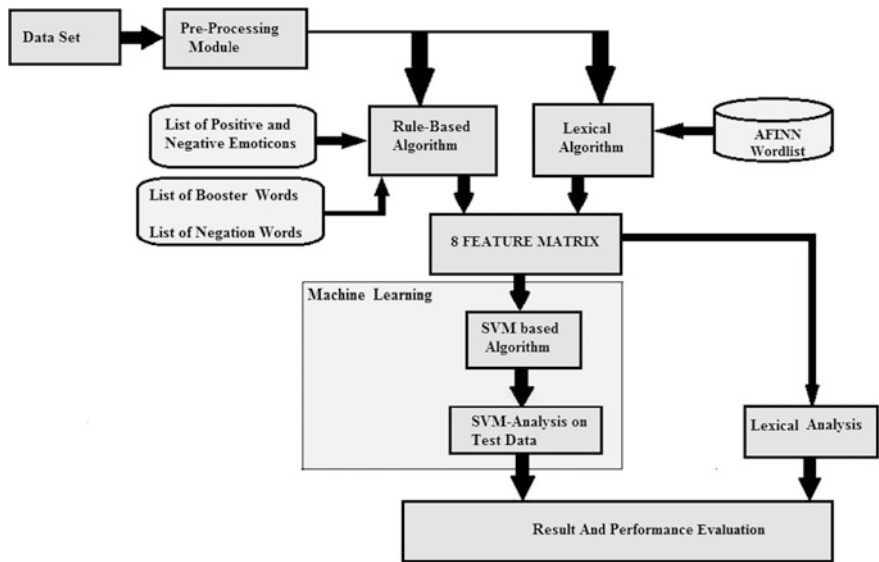 Data Set
Pre-Processing
Module
List of Positive and
Negative Emoticons
Rule-Based
Algorithm
Lexical
Algorithm
AFINN
Wordlist
List of Booster Words
List of Negation Words
8 FEATURE MATRIX
Machine Learning
SVM based
Algorithm
SVM-Analysis on
Test Data
Lexical Analysis
Result And Performance Evaluation